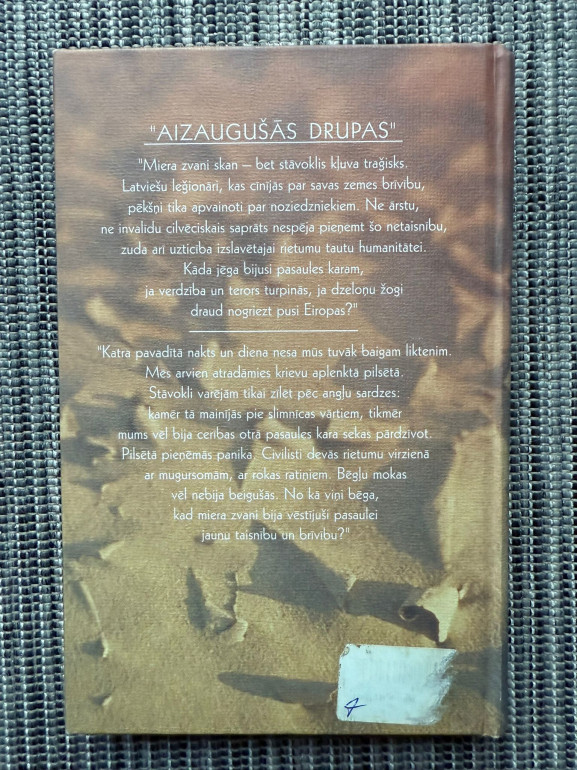 "AIZAUGUŠĀS DRUPAS"
"Miera zvani skan – bet stāvoklis kļuva traģisks.
Latviešu leģionāri, kas cīnījās par savas zemes brīvību,
pēkšņi tika apvainoti par noziedzniekiem. Ne ārstu,
ne invalīdu cilvēciskais saprāts nespēja pieņemt šo netaisnību,
zuda arī uzticība izslavētajai rietumu tautu humanitātei.
Kāda jēga bijusi pasaules karam,
ja verdzība un terors turpinās, ja dzeloņu žogi
draud nogriezt pusi Eiropas?"
"Katra pavadītā nakts un diena nesa mūs tuvāk baigam liktenim.
Mēs arvien atradāmies krievu aplenktā pilsētā.
Stāvokli varējām tikai zīlēt pēc angļu sardzes:
kamēr tā mainījās pie slimnīcas vārtiem, tikmēr
mums vēl bija cerības otrā pasaules kara sekas pārdzīvot.
Pilsētā pieņēmās panika. Civilisti devās rietumu virzienā
ar mugursomām, ar rokas ratiņiem. Bēgļu mokas
vēl nebija beigušās. No kā viņi bēga,
kad miera zvani bija vēstījuši pasaulei
jaunu taisnību un brīvību?"